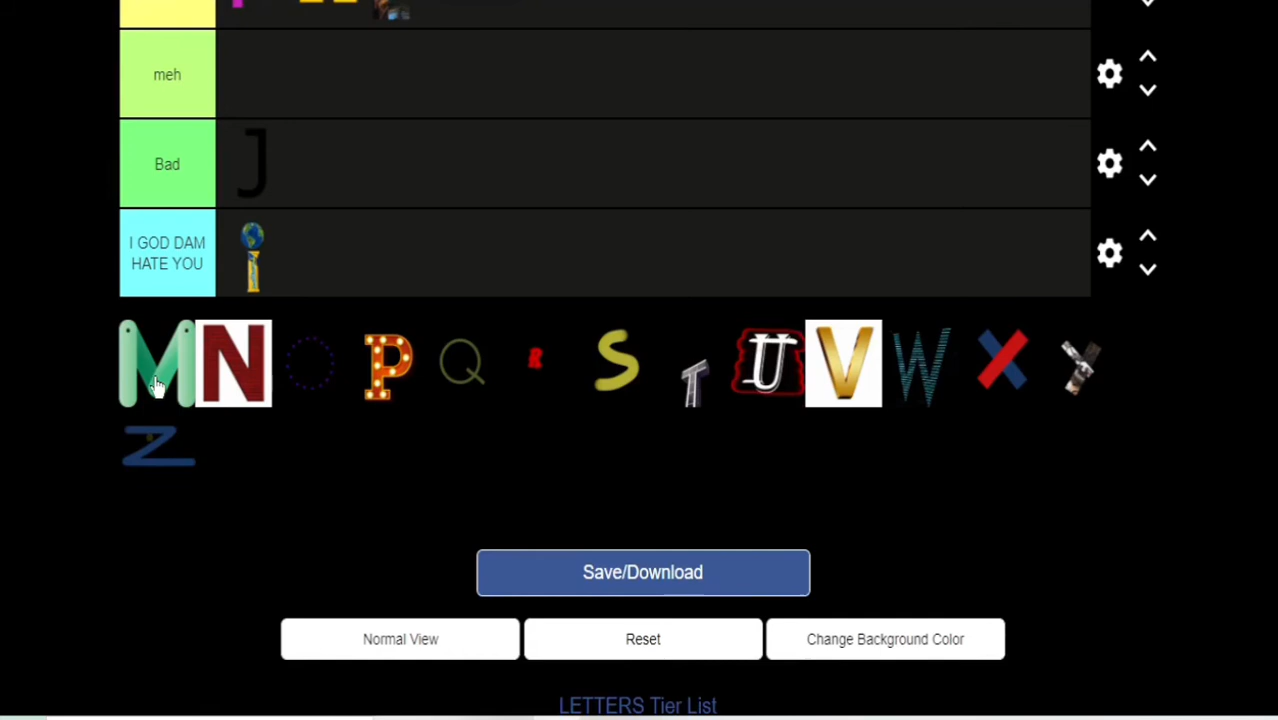 meh
Bad
J
I GOD DAM
HATE YOU
i
M N O P Q R S T U V W X Y
Z
Save/Download
Normal View Reset Change Background Color
LETTERS Tier List